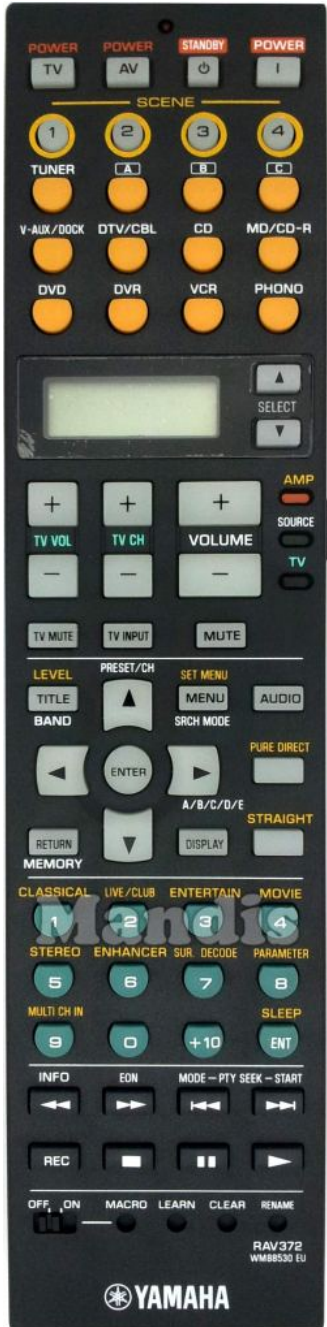 POWER POWER STANDBY POWER
TV AV I
SCENE
1 2 3 4
TUNER A B C
V-AUX/DOCK DTV/CBL CD MD/CD-R
DVD DVR VCR PHONO
SELECT
AMP
SOURCE
TV VOL TV CH VOLUME
TV
TV MUTE TV INPUT MUTE
LEVEL PRESET/CH SET MENU
TITLE MENU AUDIO
BAND SRCH MODE
PURE DIRECT
ENTER
A/B/C/D/E
STRAIGHT
RETURN DISPLAY
MEMORY
CLASSICAL LIVE/CLUB ENTERTAIN MOVIE
1 2 3 4
Mandis
STEREO ENHANCER SUR. DECODE PARAMETER
5 6 7 8
MULTI CH IN SLEEP
9 0 +10 ENT
INFO EON MODE – PTY SEEK – START
REC
OFF ON MACRO LEARN CLEAR RENAME
RAV372
WM88530 EU
YAMAHA